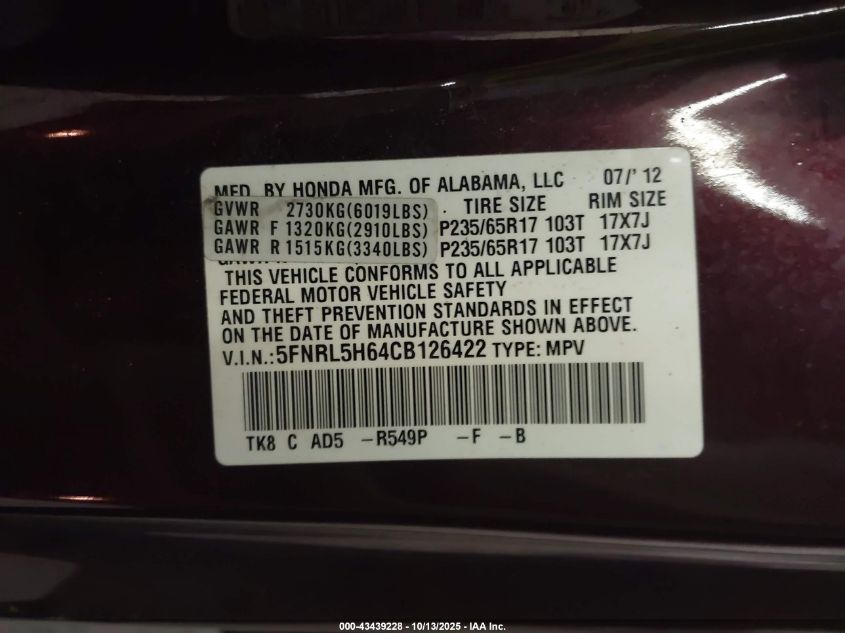 MFD. BY HONDA MFG. OF ALABAMA, LLC 07/' 12
GVWR 2730KG(6019LBS) TIRE SIZE RIM SIZE
GAWR F 1320KG(2910LBS) P235/65R17 103T 17X7J
GAWR R 1515KG(3340LBS) P235/65R17 103T 17X7J
THIS VEHICLE CONFORMS TO ALL APPLICABLE
FEDERAL MOTOR VEHICLE SAFETY
AND THEFT PREVENTION STANDARDS IN EFFECT
ON THE DATE OF MANUFACTURE SHOWN ABOVE.
V.I.N.:5FNRL5H64CB126422 TYPE: MPV
TK8 C AD5 -R549P -F -B
000-43439228 - 10/13/2025 - IAA Inc.